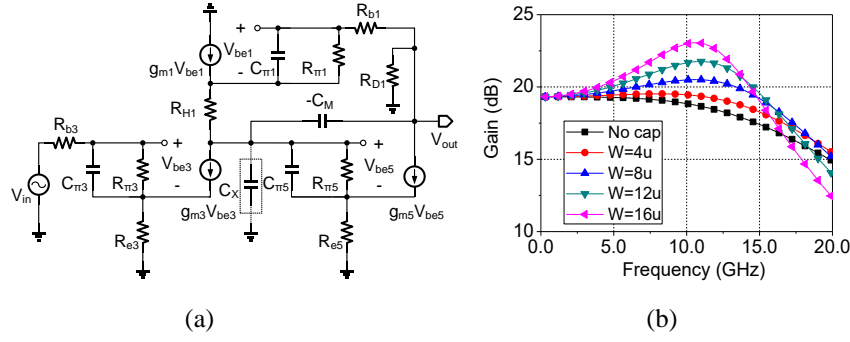 R_b1
V_be1
C_π1
R_π1
g_m1V_be1
R_D1
R_H1
-C_M
V_out
R_b3
V_be3
V_be5
V_in
C_π3
R_π3
C_X
C_π5
R_π5
g_m3V_be3
g_m5V_be5
R_e3
R_e5
+
-
+
-
+
-
(a)
25
20
15
10
Gain (dB)
No cap
W=4u
W=8u
W=12u
W=16u
0.0 5.0 10.0 15.0 20.0
Frequency (GHz)
(b)